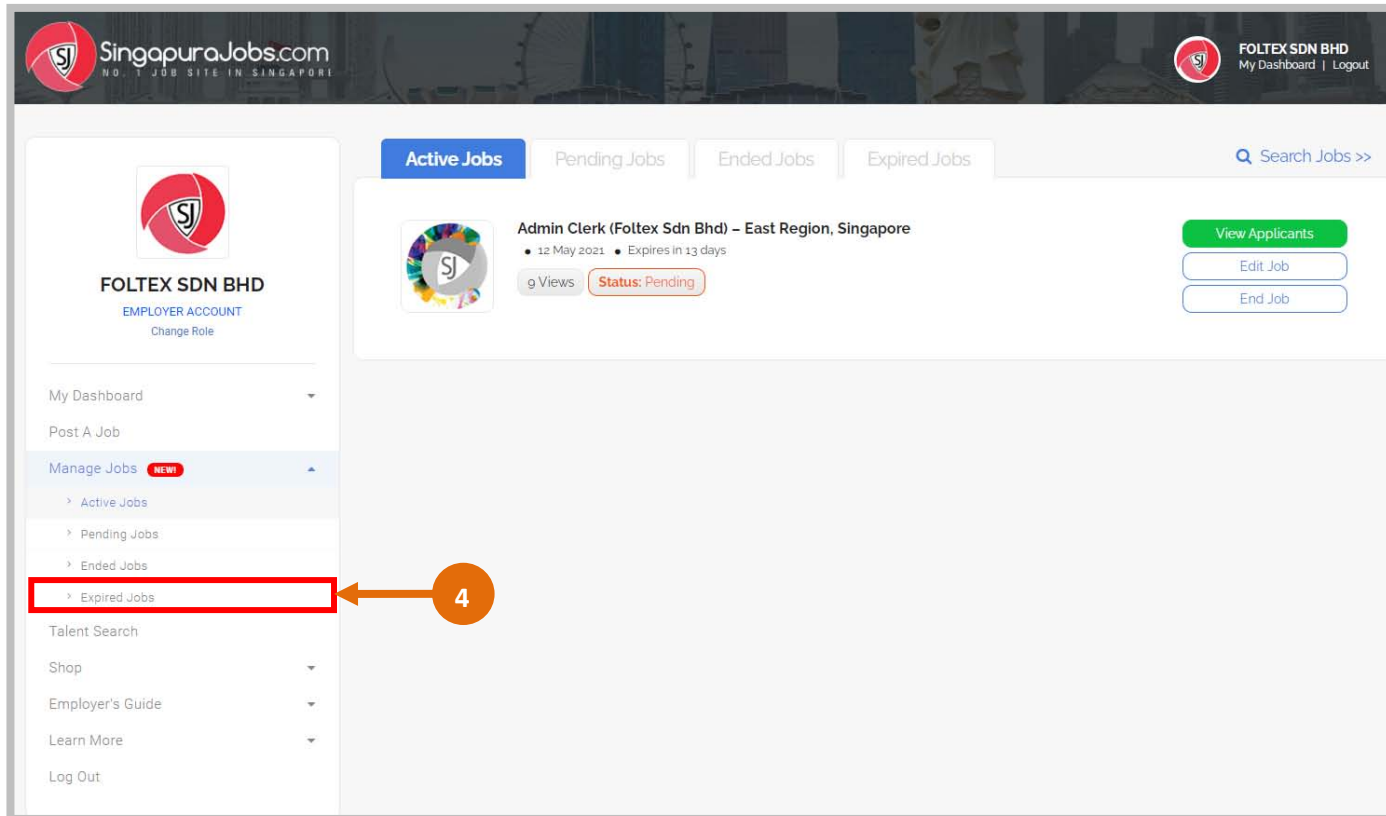 SJ
SingapuraJobs.com
NO. 1 JOB SITE IN SINGAPORE
SJ
FOLTEX SDN BHD
My Dashboard | Logout
SJ
FOLTEX SDN BHD
EMPLOYER ACCOUNT
Change Role
My Dashboard
Post A Job
Manage Jobs NEW!
Active Jobs
Pending Jobs
Ended Jobs
Expired Jobs
Talent Search
Shop
Employer's Guide
Learn More
Log Out
4
Active Jobs Pending Jobs Ended Jobs Expired Jobs
Search Jobs >>
SJ
Admin Clerk (Foltex Sdn Bhd) – East Region, Singapore
• 12 May 2021 • Expires in 13 days
9 Views Status: Pending
View Applicants
Edit Job
End Job